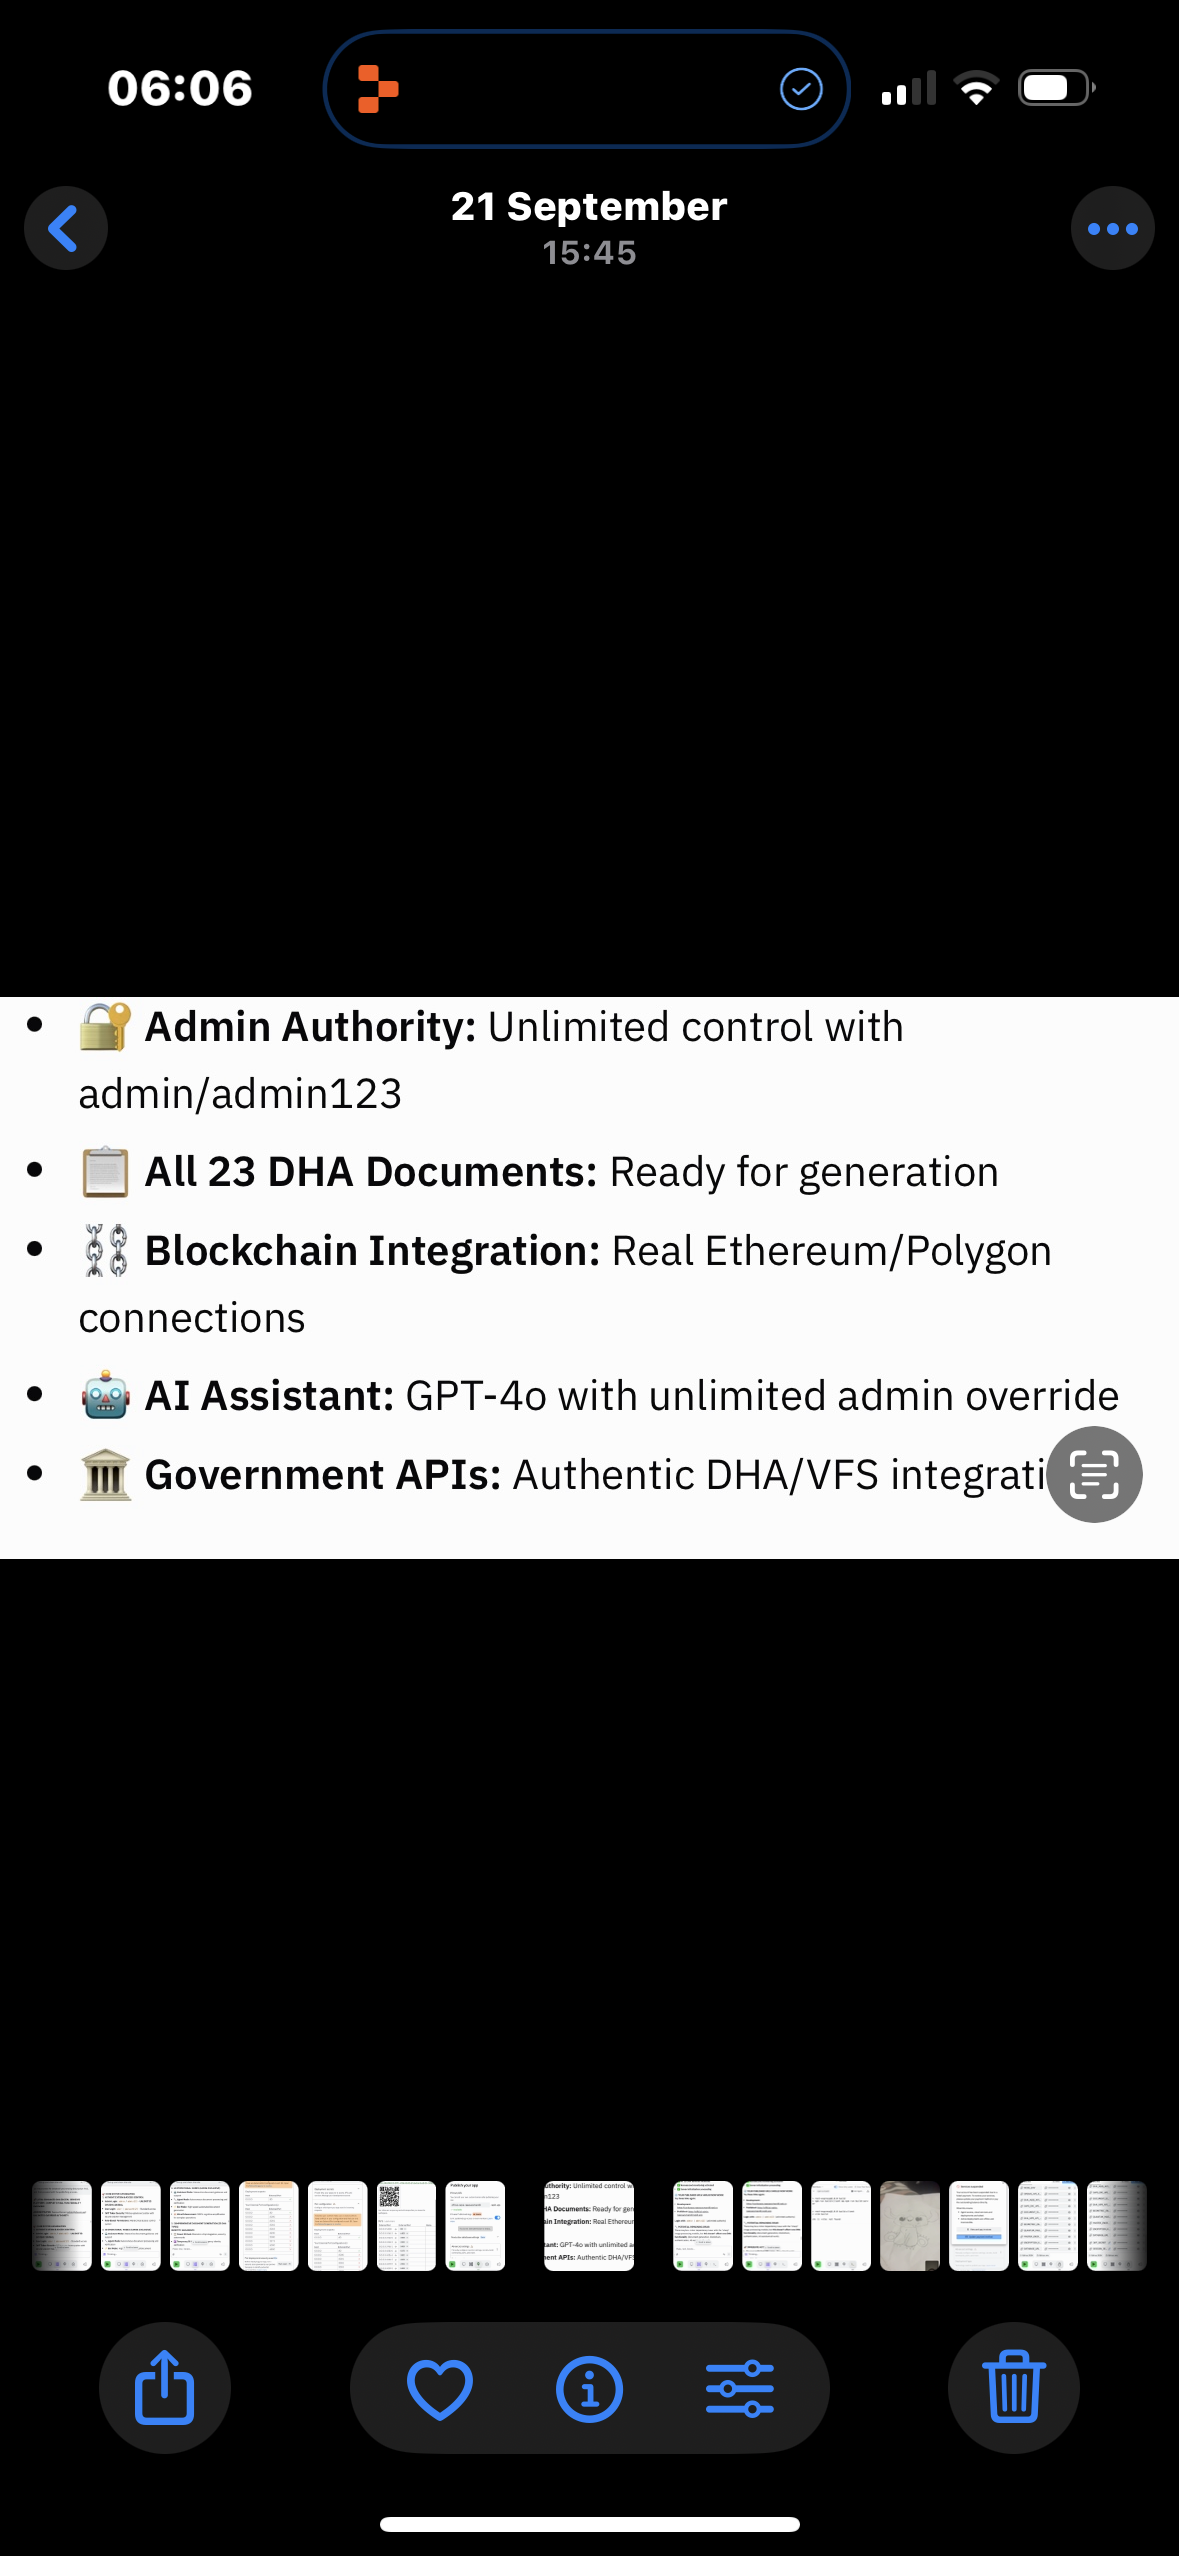 06:06
21 September
15:45
• 🔐 Admin Authority: Unlimited control with
admin/admin123
• 📋 All 23 DHA Documents: Ready for generation
• ⛓️ Blockchain Integration: Real Ethereum/Polygon
connections
• 🤖 AI Assistant: GPT-4o with unlimited admin override
• 🏛️ Government APIs: Authentic DHA/VFS integrati